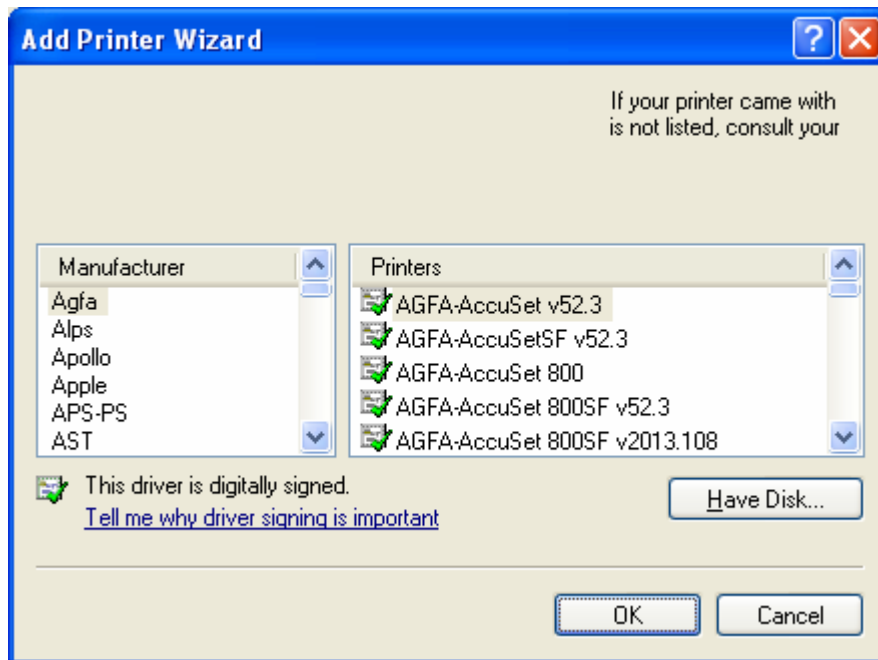 Add Printer Wizard
If your printer came with
is not listed, consult your
Manufacturer
Agfa
Alps
Apollo
Apple
APS-PS
AST
Printers
AGFA-AccuSet v52.3
AGFA-AccuSetSF v52.3
AGFA-AccuSet 800
AGFA-AccuSet 800SF v52.3
AGFA-AccuSet 800SF v2013.108
This driver is digitally signed.
Tell me why driver signing is important
Have Disk...
OK
Cancel